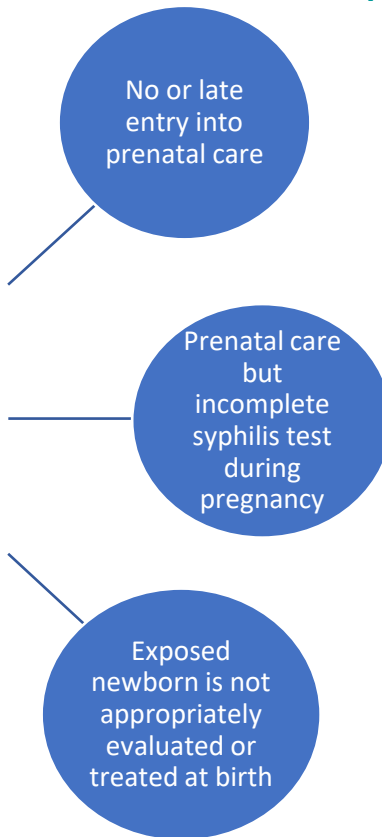 No or late
entry into
prenatal care
Prenatal care
but
incomplete
syphilis test
during
pregnancy
Exposed
newborn is not
appropriately
evaluated or
treated at birth